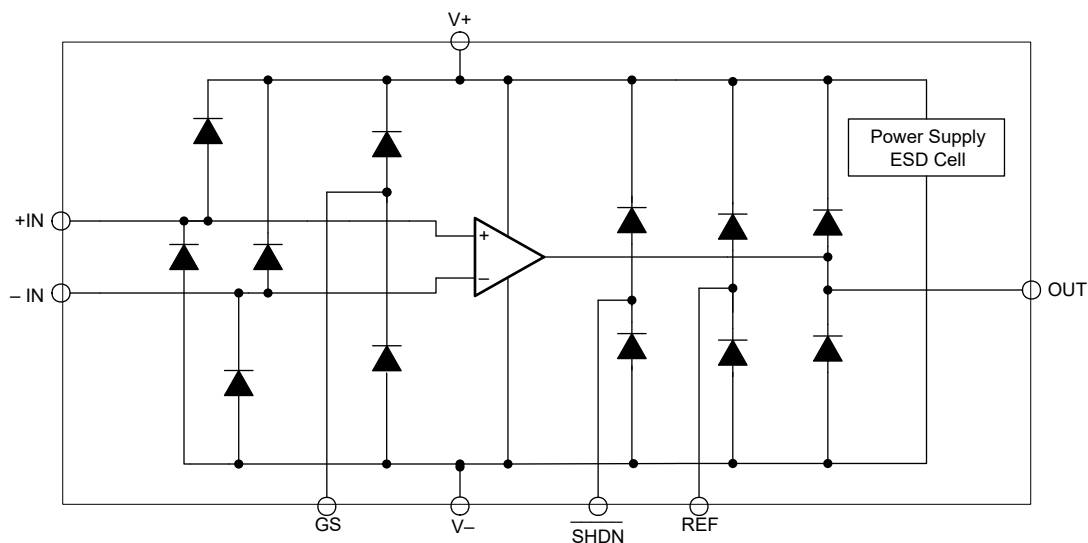 V+
Power Supply
ESD Cell
+IN
+
–
– IN
OUT
GS
V–
SHDN
REF